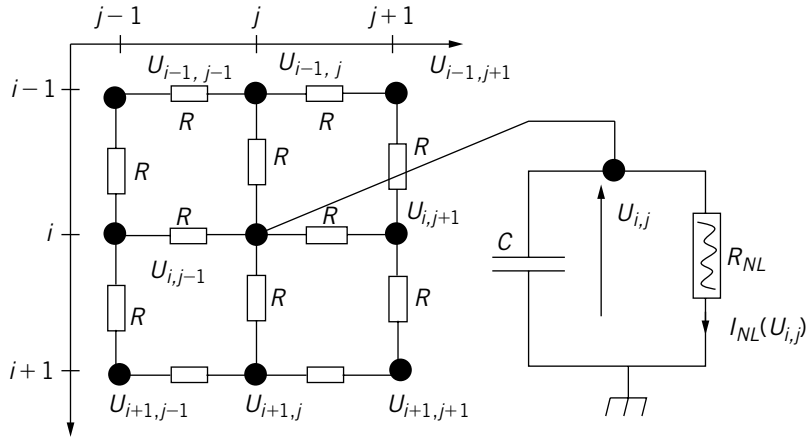 j−1 j j+1
U_{i−1, j−1} U_{i−1, j} U_{i−1,j+1}
i−1
R R
R R R
R R U_{i,j+1}
i
U_{i,j−1}
R R R
i+1
U_{i+1,j−1} U_{i+1,j} U_{i+1,j+1}
C U_{i,j} R_{NL}
I_{NL}(U_{i,j})